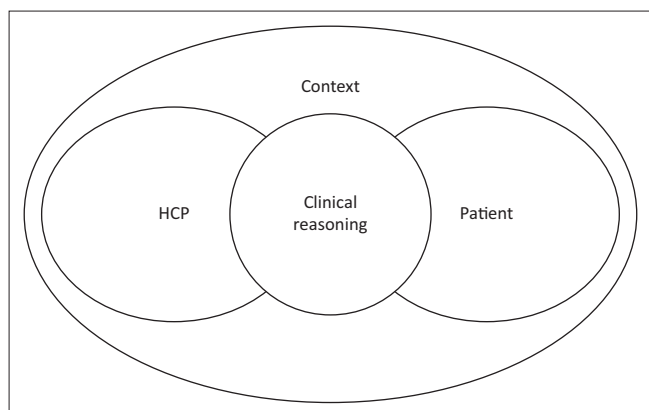 Context
HCP
Clinical
reasoning
Patient